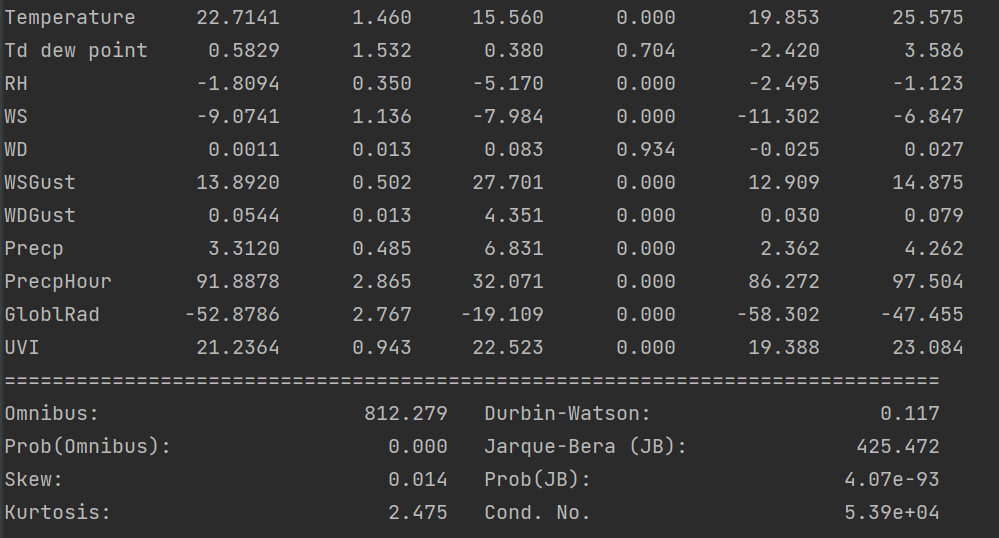 Temperature 22.7141 1.460 15.560 0.000 19.853 25.575
Td dew point 0.5829 1.532 0.380 0.704 -2.420 3.586
RH -1.8094 0.350 -5.170 0.000 -2.495 -1.123
WS -9.0741 1.136 -7.984 0.000 -11.302 -6.847
WD 0.0011 0.013 0.083 0.934 -0.025 0.027
WSGust 13.8920 0.502 27.701 0.000 12.909 14.875
WDGust 0.0544 0.013 4.351 0.000 0.030 0.079
Precp 3.3120 0.485 6.831 0.000 2.362 4.262
PrecpHour 91.8878 2.865 32.071 0.000 86.272 97.504
GloblRad -52.8786 2.767 -19.109 0.000 -58.302 -47.455
UVI 21.2364 0.943 22.523 0.000 19.388 23.084
==============================================================================
Omnibus: 812.279 Durbin-Watson: 0.117
Prob(Omnibus): 0.000 Jarque-Bera (JB): 425.472
Skew: 0.014 Prob(JB): 4.07e-93
Kurtosis: 2.475 Cond. No. 5.39e+04